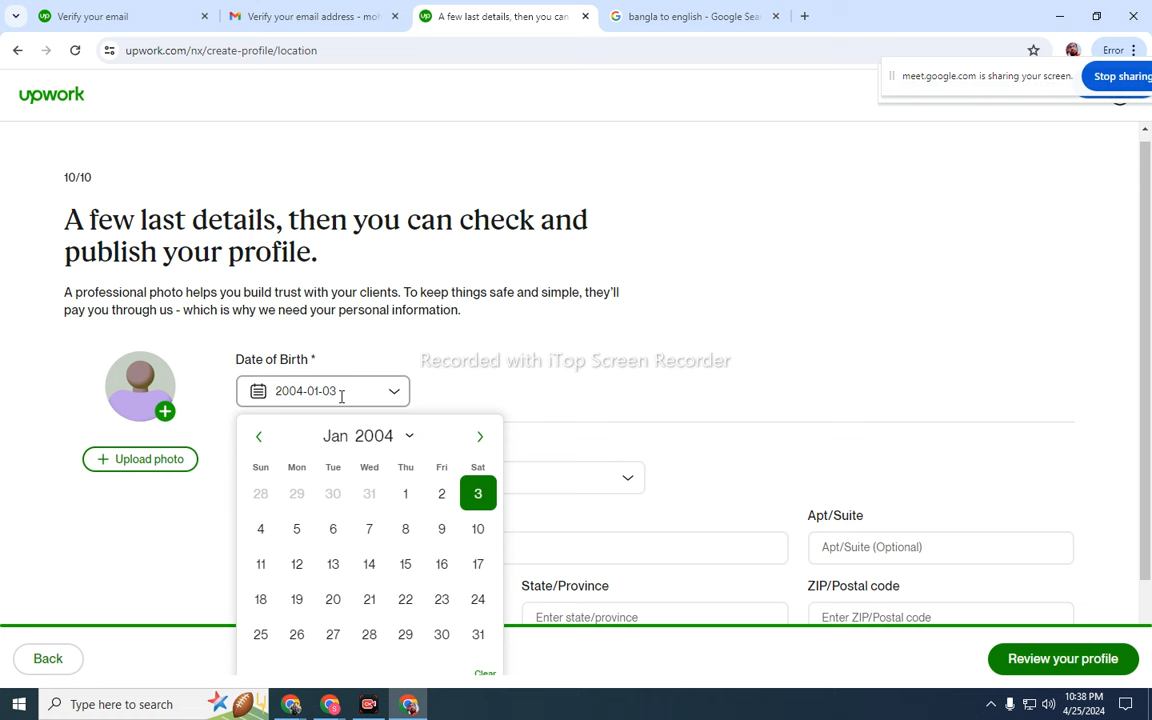 Verify your email
Verify your email address - moh
A few last details, then you can
bangla to english - Google Sea
upwork.com/nx/create-profile/location
Error
meet.google.com is sharing your screen.
Stop sharing
upwork
10/10
A few last details, then you can check and
publish your profile.
A professional photo helps you build trust with your clients. To keep things safe and simple, they'll
pay you through us - which is why we need your personal information.
Recorded with iTop Screen Recorder
Date of Birth *
2004-01-03
+ Upload photo
Jan 2004
Sun Mon Tue Wed Thu Fri Sat
28 29 30 31 1 2 3
4 5 6 7 8 9 10
11 12 13 14 15 16 17
18 19 20 21 22 23 24
25 26 27 28 29 30 31
Clear
Apt/Suite
Apt/Suite (Optional)
State/Province
ZIP/Postal code
Enter state/province
Enter ZIP/Postal code
Back
Review your profile
Type here to search
10:38 PM
4/25/2024